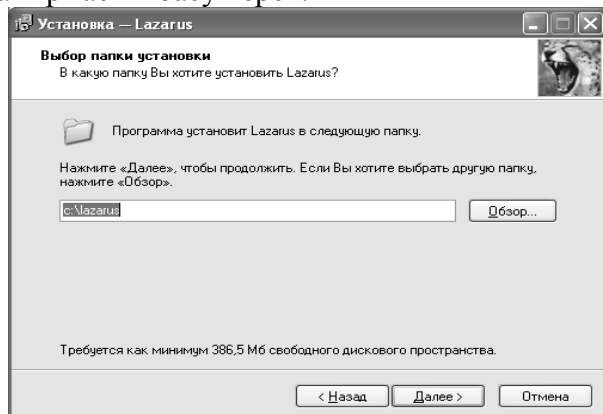 Установка — Lazarus
Выбор папки установки
В какую папку Вы хотите установить Lazarus?
Программа установит Lazarus в следующую папку.
Нажмите «Далее», чтобы продолжить. Если Вы хотите выбрать другую папку,
нажмите «Обзор».
c:\lazarus
Обзор...
Требуется как минимум 386,5 Мб свободного дискового пространства.
< Назад
Далее >
Отмена